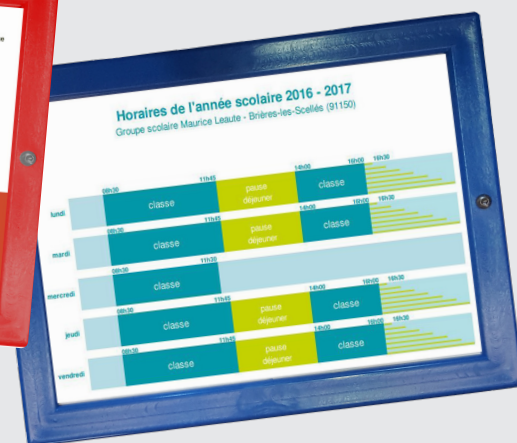 Horaires de l'année scolaire 2016 - 2017
Groupe scolaire Maurice Leaute - Brières-les-Scellés (91150)
08h30 11h45 14h00 16h00 16h30
lundi classe pause déjeuner classe
08h30 11h45 14h00 16h00 16h30
mardi classe pause déjeuner classe
08h30 11h30
mercredi classe
08h30 11h45 14h00 16h00 16h30
jeudi classe pause déjeuner classe
08h30 11h45 14h00 16h00 16h30
vendredi classe pause déjeuner classe